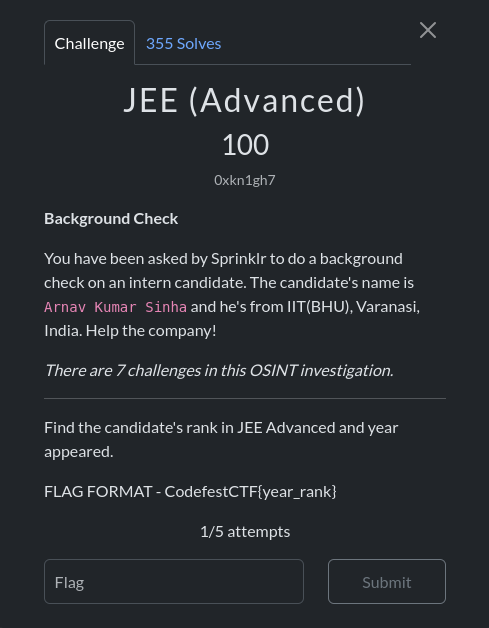 Challenge
355 Solves
JEE (Advanced)
100
0xkn1gh7
Background Check
You have been asked by Sprinklr to do a background
check on an intern candidate. The candidate's name is
Arnav Kumar Sinha and he's from IIT(BHU), Varanasi,
India. Help the company!
There are 7 challenges in this OSINT investigation.
Find the candidate's rank in JEE Advanced and year
appeared.
FLAG FORMAT - CodefestCTF{year_rank}
1/5 attempts
Flag
Submit